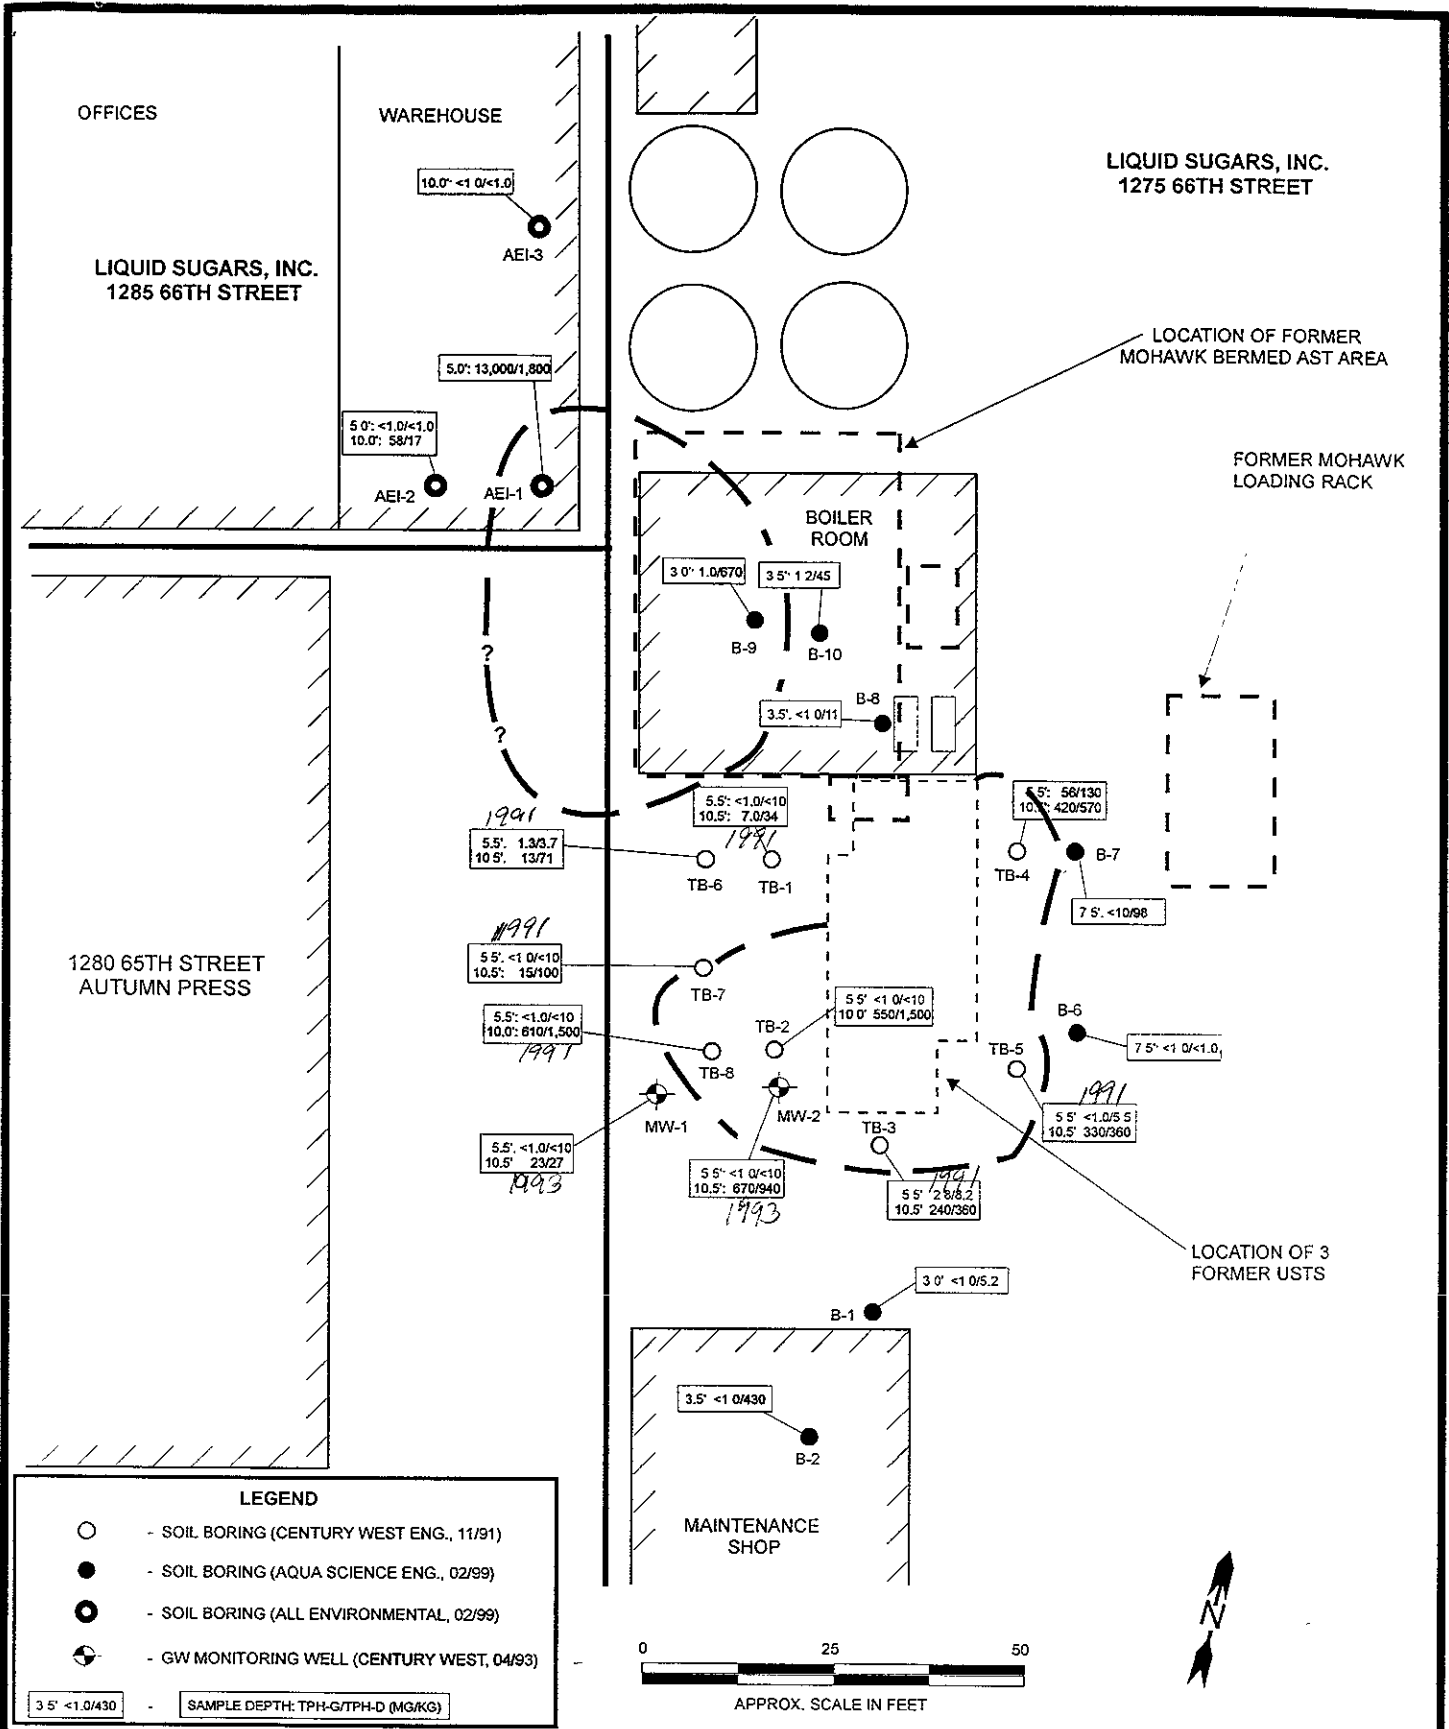 OFFICES
WAREHOUSE
10.0': <1 0/<1.0
AEI-3
LIQUID SUGARS, INC.
1285 66TH STREET
LIQUID SUGARS, INC.
1275 66TH STREET
LOCATION OF FORMER
MOHAWK BERMED AST AREA
5.0': 13,000/1,800
5 0': <1.0/<1.0
10.0': 58/17
AEI-2
AEI-1
FORMER MOHAWK
LOADING RACK
BOILER
ROOM
3 0': 1.0/670
3 5': 1 2/45
B-9
B-10
?
?
3.5'. <1 0/11
B-8
1991
5.5'. 1.3/3.7
10 5'. 13/71
5.5': <1.0/<10
10.5': 7.0/34
1991
TB-6
TB-1
5.5': 56/130
10.5': 420/570
TB-4
B-7
7 5'. <10/98
1991
5 5'. <1 0/<10
10.5': 15/100
TB-7
1280 65TH STREET
AUTUMN PRESS
5.5': <1.0/<10
10.0': 610/1,500
1991
TB-8
TB-2
5 5' <1 0/<10
10 0' 550/1,500
B-6
7 5'· <1 0/<1.0
TB-5
1991
5 5' <1.0/5 5
10.5' 330/360
MW-1
MW-2
TB-3
5.5'. <1.0/<10
10.5' 23/27
1993
5 5'· <1 0/<10
10.5': 670/940
1993
1991
5 5' 2 8/8.2
10.5' 240/360
LOCATION OF 3
FORMER USTS
3 0' <1 0/5.2
B-1
3.5' <1 0/430
B-2
MAINTENANCE
SHOP
LEGEND
- SOIL BORING (CENTURY WEST ENG., 11/91)
- SOIL BORING (AQUA SCIENCE ENG., 02/99)
- SOIL BORING (ALL ENVIRONMENTAL, 02/99)
- GW MONITORING WELL (CENTURY WEST, 04/93)
3 5' <1.0/430 - SAMPLE DEPTH: TPH-G/TPH-D (MG/KG)
0 25 50
APPROX. SCALE IN FEET
N